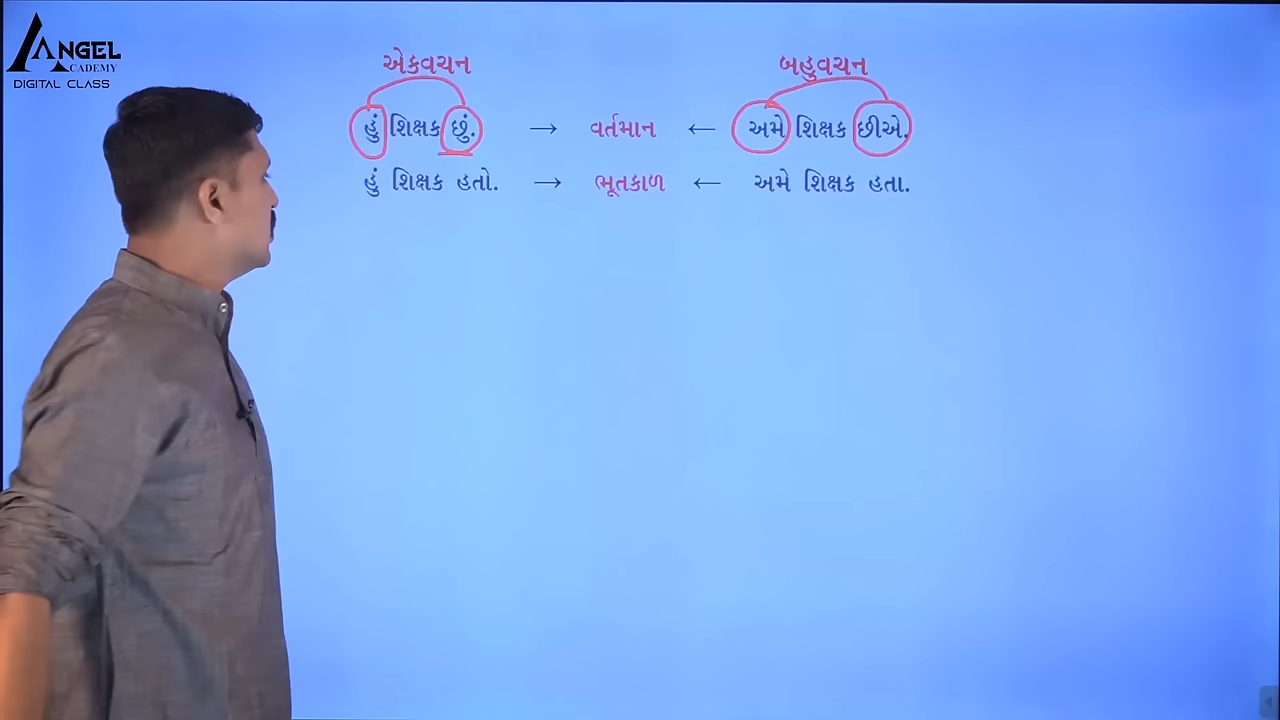 ANGEL
ACADEMY
DIGITAL CLASS
એકવચન બહુવચન
હું શિક્ષક છું. → વર્તમાન ← અમે શિક્ષક છીએ.
હું શિક્ષક હતો. → ભૂતકાળ ← અમે શિક્ષક હતા.